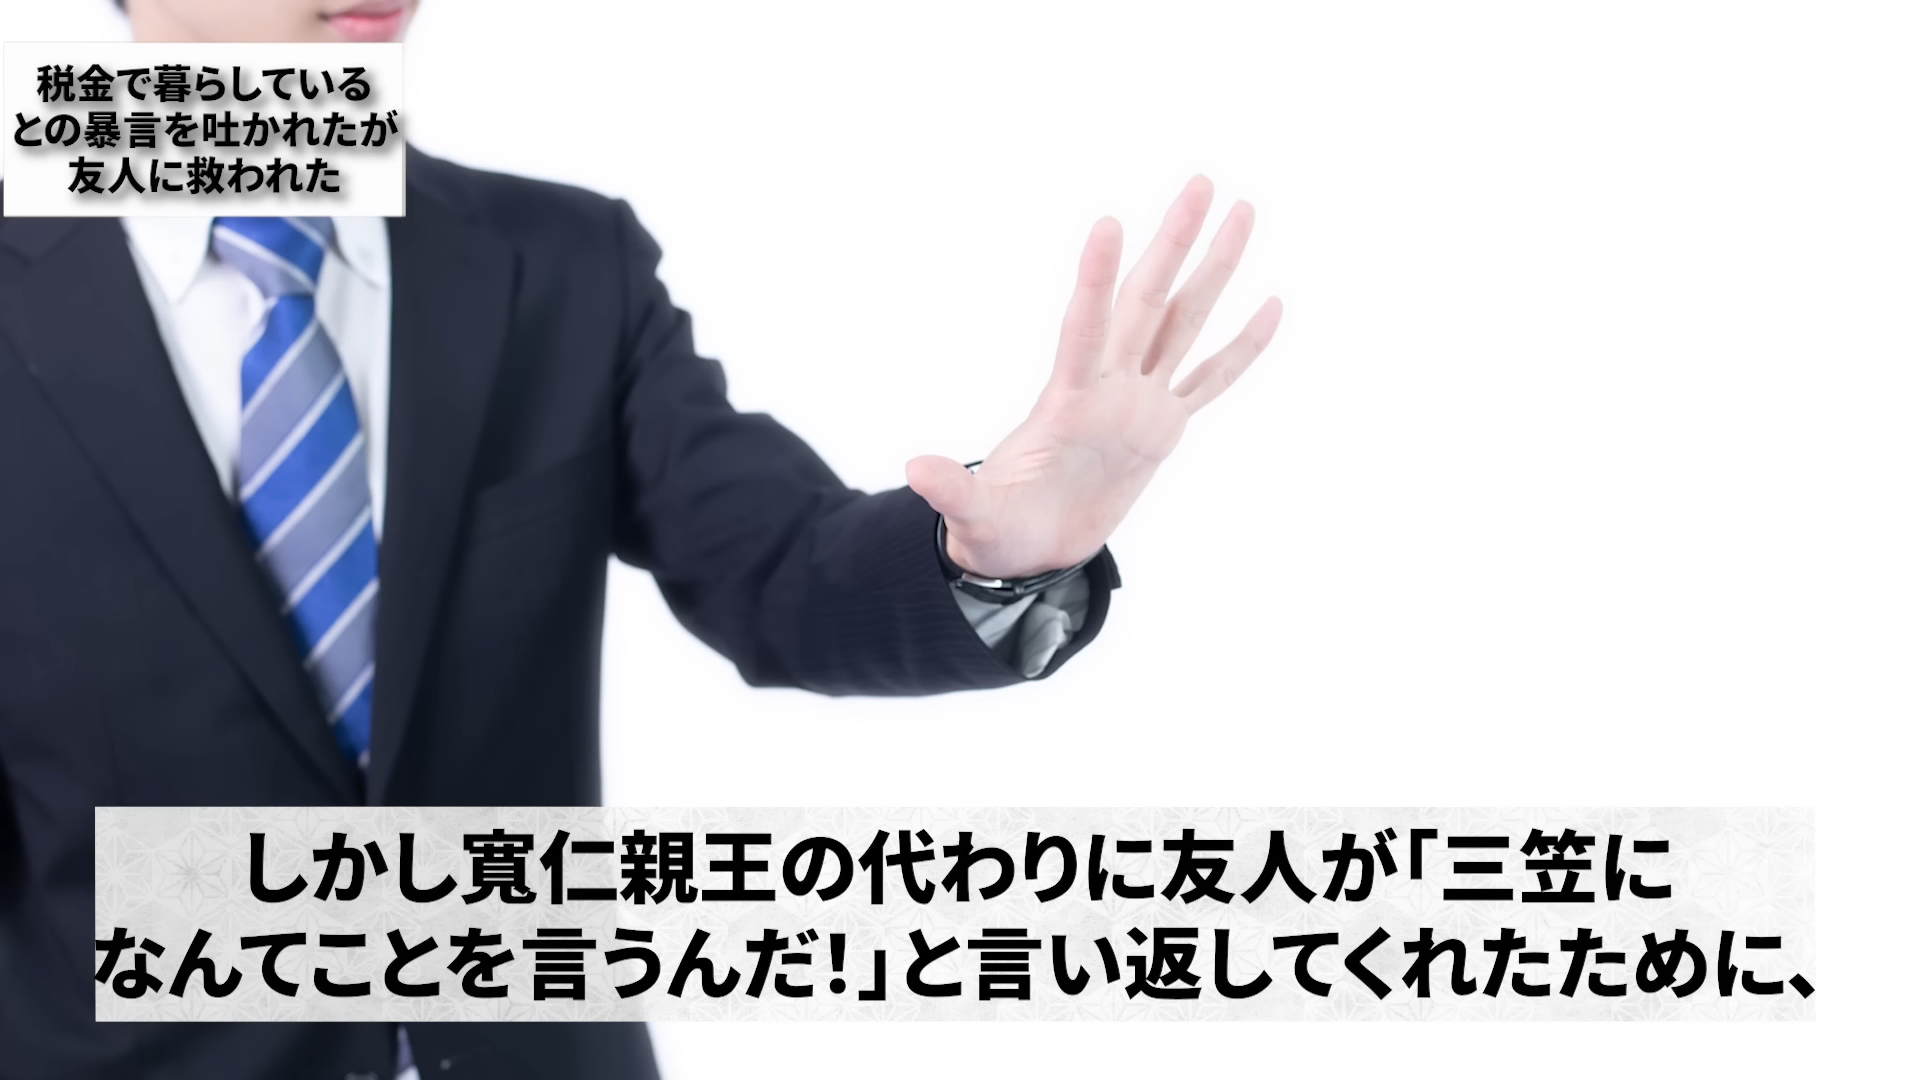 税金で暮らしている
との暴言を吐かれたが
友人に救われた
しかし寛仁親王の代わりに友人が「三笠に
なんてことを言うんだ!」と言い返してくれたために、